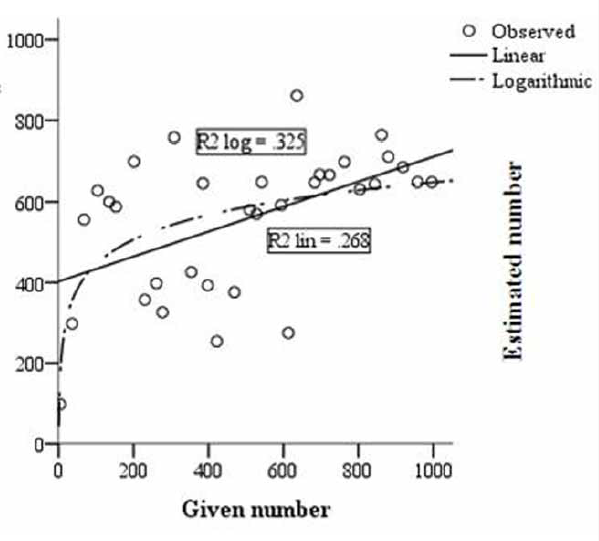 Observed
Linear
Logarithmic
1000
800
600
400
200
0
R2 log = .325
R2 lin = .268
0 200 400 600 800 1000
Given number
Estimated number